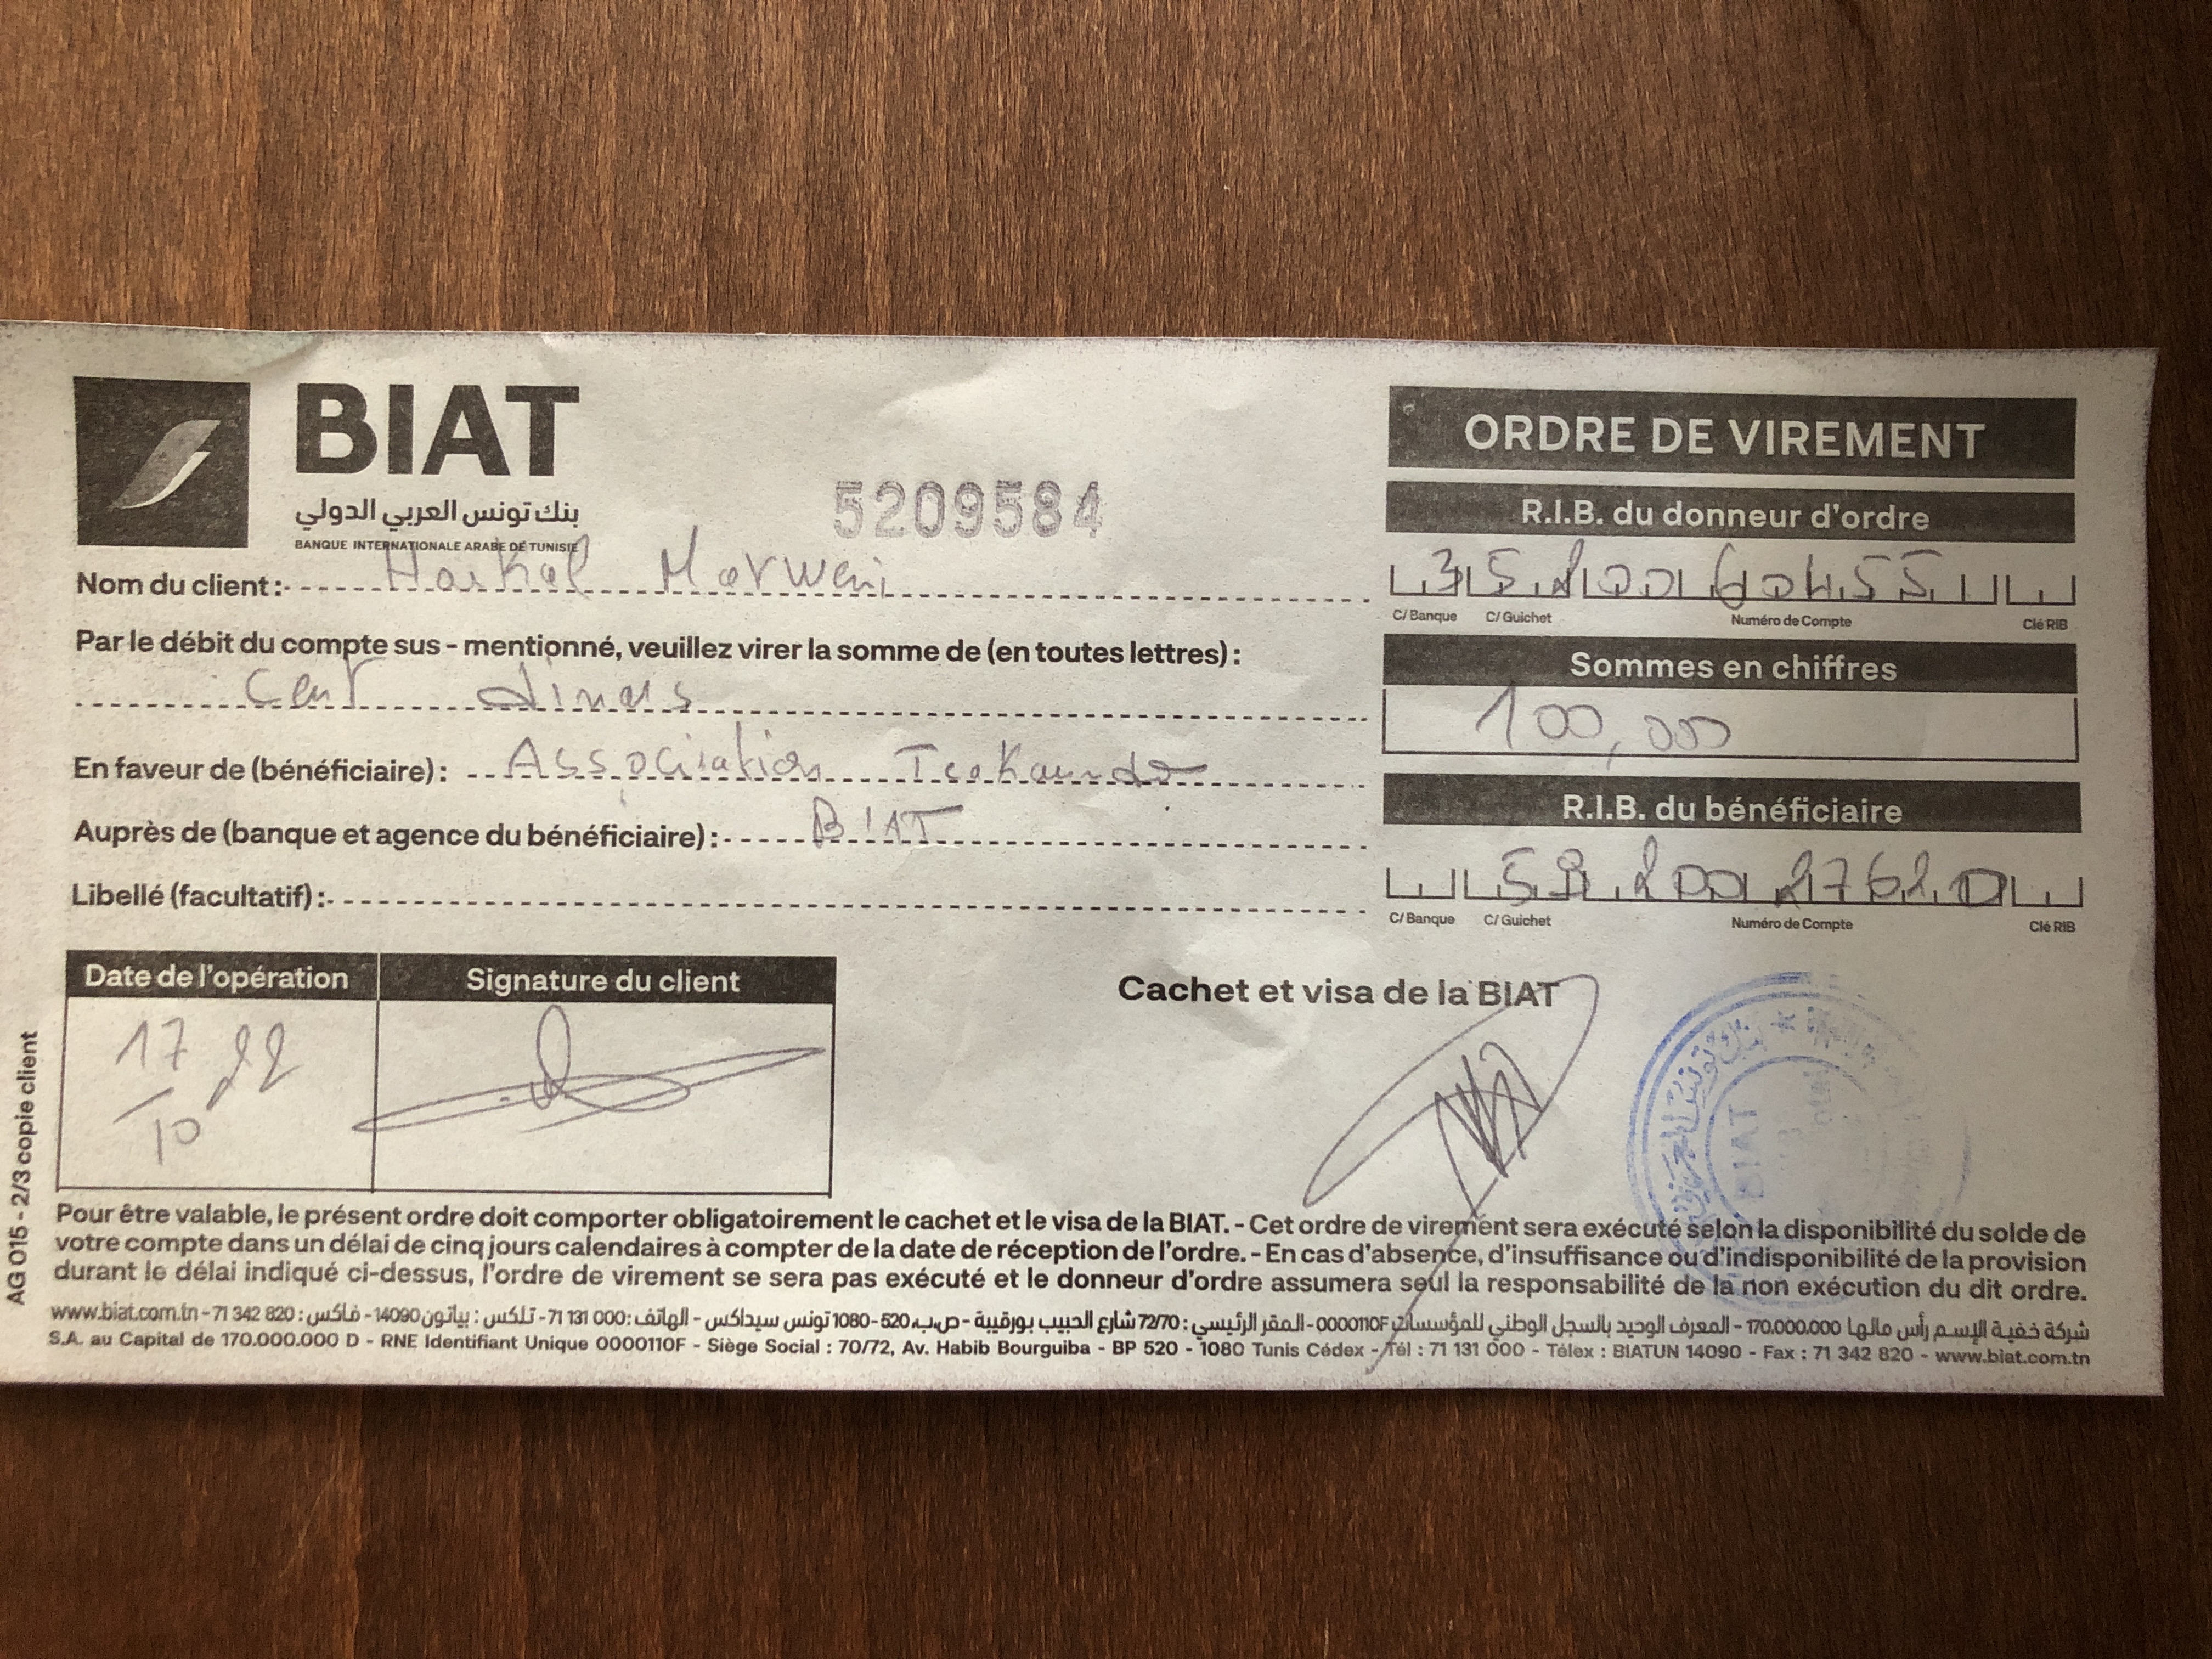 BIAT
بنك تونس العربي الدولي
BANQUE INTERNATIONALE ARABE DE TUNISIE
5209584
ORDRE DE VIREMENT
R.I.B. du donneur d'ordre
35 200 60455
C/Banque C/Guichet Numéro de Compte Clé RIB
Nom du client : Haikal Marweni
Par le débit du compte sus - mentionné, veuillez virer la somme de (en toutes lettres) :
Cent dinars
Sommes en chiffres
100,000
En faveur de (bénéficiaire) : Association Teakwondo
Auprès de (banque et agence du bénéficiaire) : BIAT
Libellé (facultatif) :
R.I.B. du bénéficiaire
58 200 27620
C/Banque C/Guichet Numéro de Compte Clé RIB
Date de l'opération Signature du client
17 22
10
Cachet et visa de la BIAT
BIAT
AG 015 - 2/3 copie client
Pour être valable, le présent ordre doit comporter obligatoirement le cachet et le visa de la BIAT. - Cet ordre de virement sera exécuté selon la disponibilité du solde de
votre compte dans un délai de cinq jours calendaires à compter de la date de réception de l'ordre. - En cas d'absence, d'insuffisance ou d'indisponibilité de la provision
durant le délai indiqué ci-dessus, l'ordre de virement se sera pas exécuté et le donneur d'ordre assumera seul la responsabilité de la non exécution du dit ordre.
شركة خفية الإسم رأس مالها 170.000.000 - المعرف الوحيد بالسجل الوطني للمؤسسات 0000110F - المقر الرئيسي : 72/70 شارع الحبيب بورقيبة - ص.ب. 520 - 1080 تونس سيداكس - الهاتف : 000 131 71 - تلكس : بياتون 14090 - فاكس : 820 342 71 - www.biat.com.tn
S.A. au Capital de 170.000.000 D - RNE Identifiant Unique 0000110F - Siège Social : 70/72, Av. Habib Bourguiba - BP 520 - 1080 Tunis Cédex - Tél : 71 131 000 - Télex : BIATUN 14090 - Fax : 71 342 820 - www.biat.com.tn